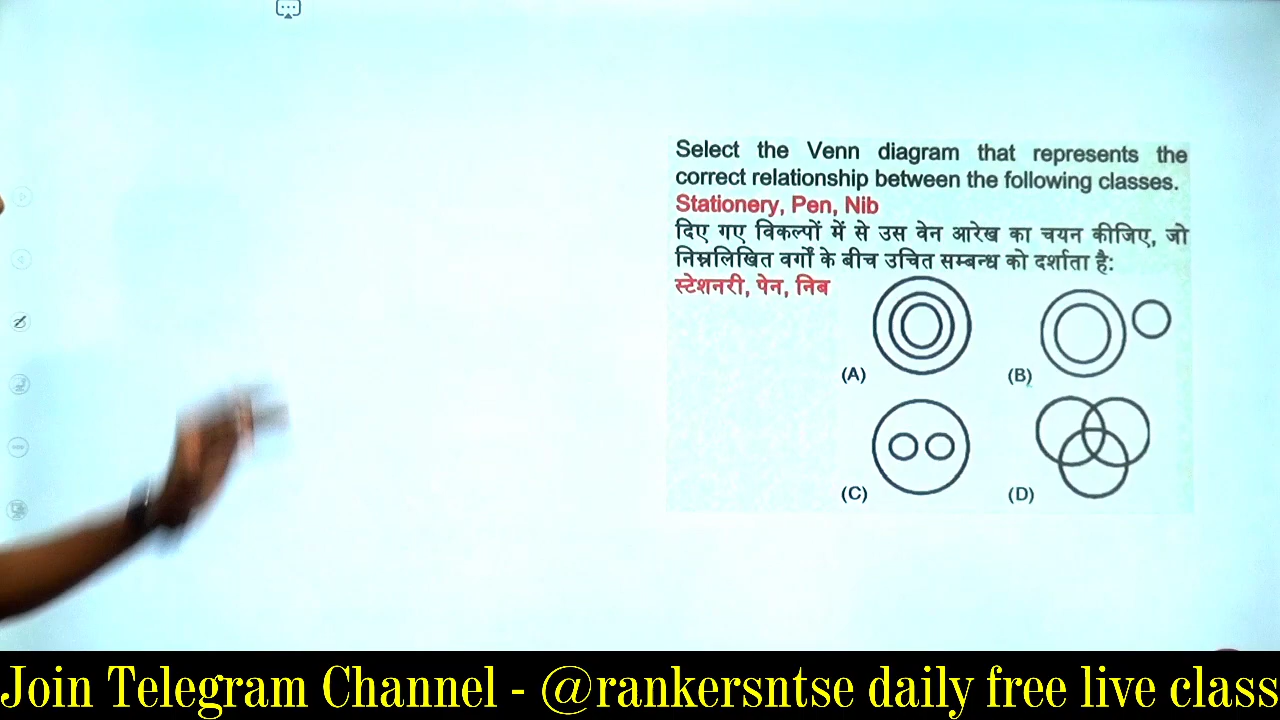 Select the Venn diagram that represents the
correct relationship between the following classes.
Stationery, Pen, Nib
दिए गए विकल्पों में से उस वेन आरेख का चयन कीजिए, जो
निम्नलिखित वर्गों के बीच उचित सम्बन्ध को दर्शाता है:
स्टेशनरी, पेन, निब
(A)
(B)
(C)
(D)
Join Telegram Channel - @rankersntse daily free live class